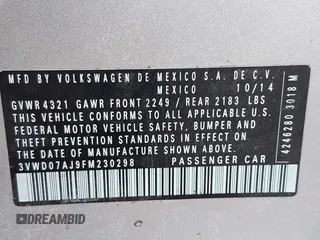 MFD BY VOLKSWAGEN DE MEXICO S.A. DE C.V.
MEXICO 10/14
GVWR 4321 GAWR FRONT 2249 / REAR 2183 LBS
THIS VEHICLE CONFORMS TO ALL APPLICABLE
FEDERAL MOTOR VEHICLE SAFETY, BUMPER AND
THEFT PREVENTION STANDARDS IN EFFECT ON
THE DATE OF MANUFACTURE SHOWN ABOVE
3VWD07AJ9FM230298 PASSENGER CAR
4246280 3018 M
DREAMBID